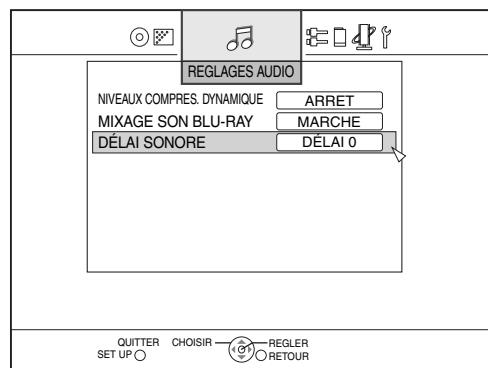 REGLAGES AUDIO
NIVEAUX COMPRES. DYNAMIQUE ARRET
MIXAGE SON BLU-RAY MARCHE
DÉLAI SONORE DÉLAI 0
QUITTER CHOISIR REGLER
SET UP RETOUR